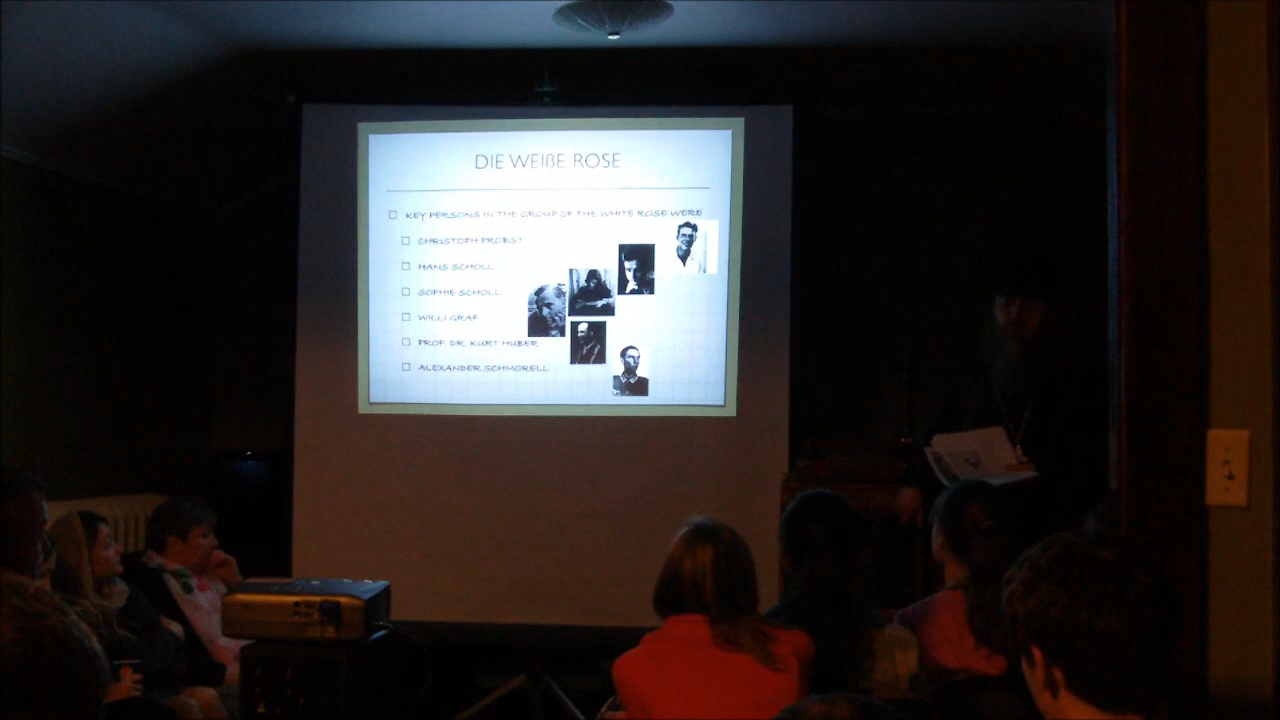 DIE WEIßE ROSE
KEY PERSONS IN THE GROUP OF THE WHITE ROSE WERE
CHRISTOPH PROBST
HANS SCHOLL
SOPHIE SCHOLL
WILLI GRAF
PROF DR. KURT HUBER
ALEXANDER SCHMORELL